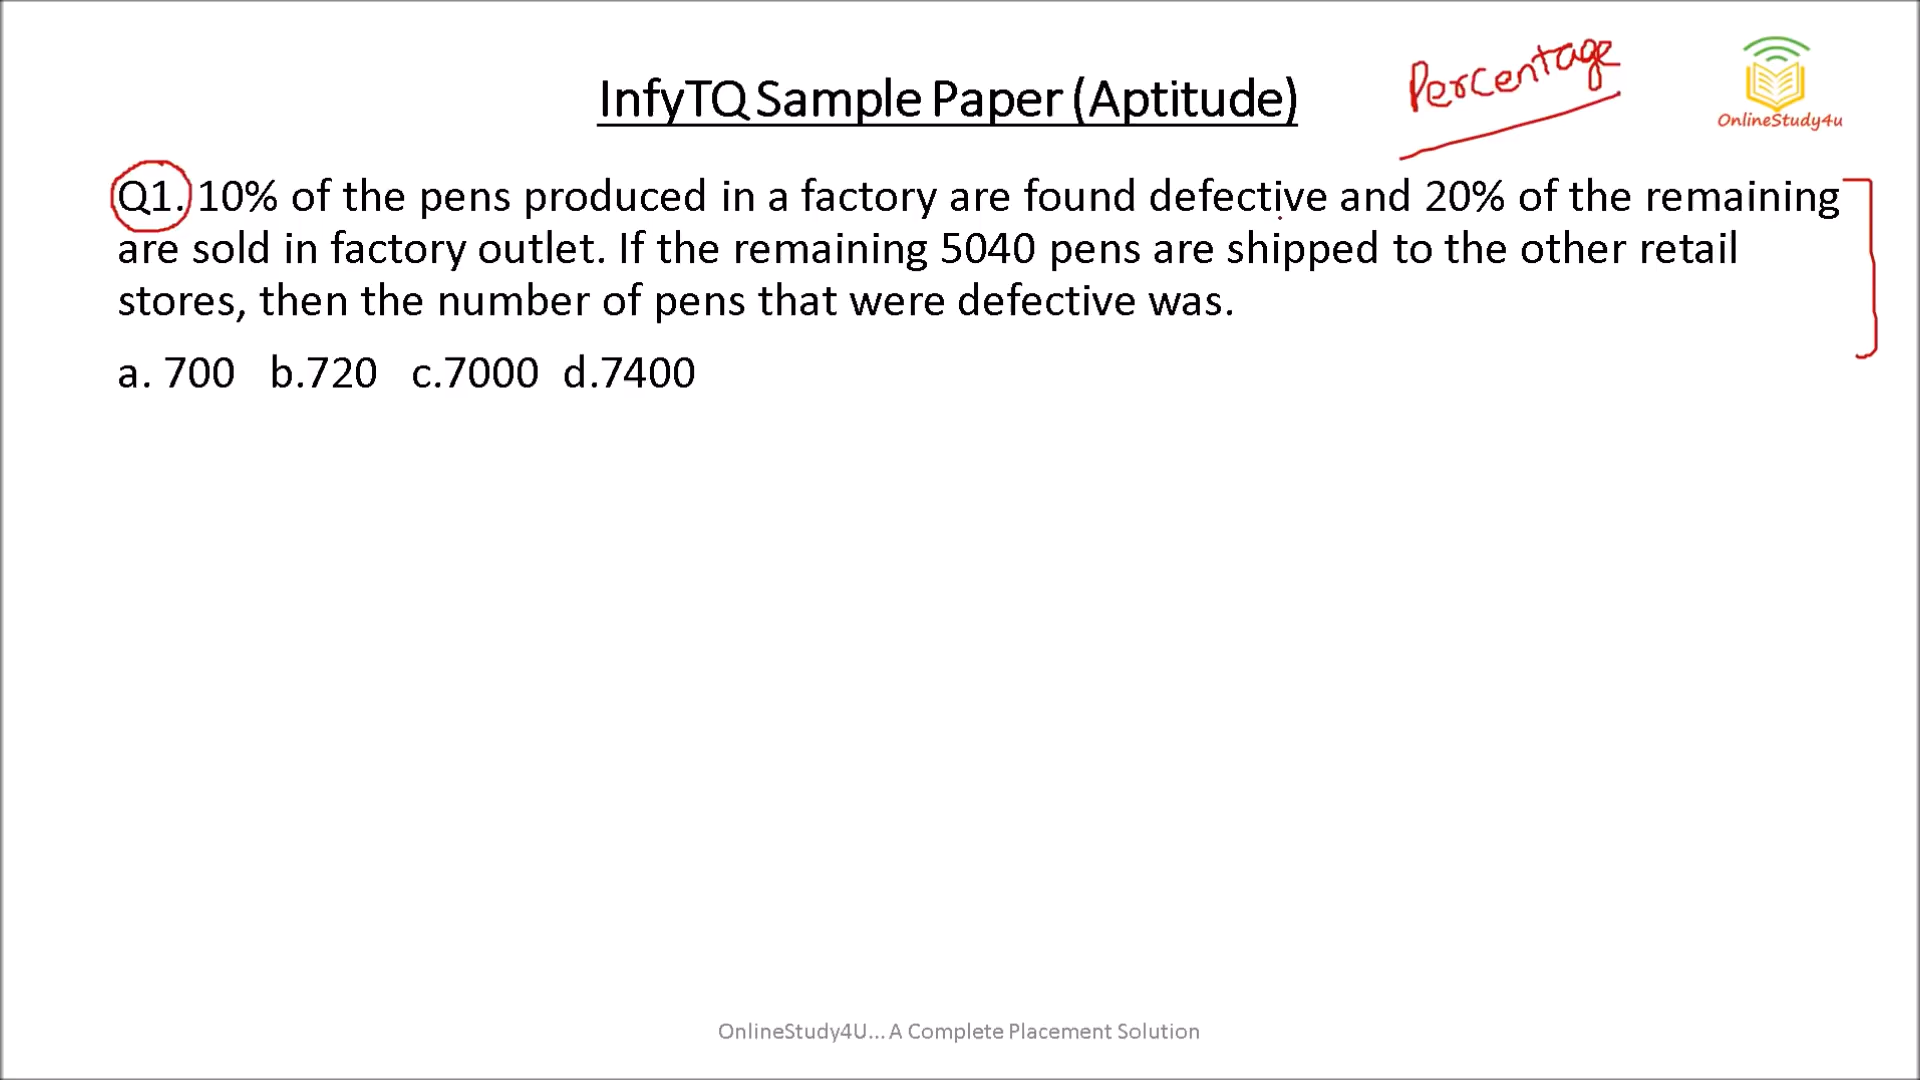 InfyTQ Sample Paper (Aptitude)
Percentage
OnlineStudy4u
Q1. 10% of the pens produced in a factory are found defective and 20% of the remaining
are sold in factory outlet. If the remaining 5040 pens are shipped to the other retail
stores, then the number of pens that were defective was.
a. 700 b.720 c.7000 d.7400
OnlineStudy4U... A Complete Placement Solution